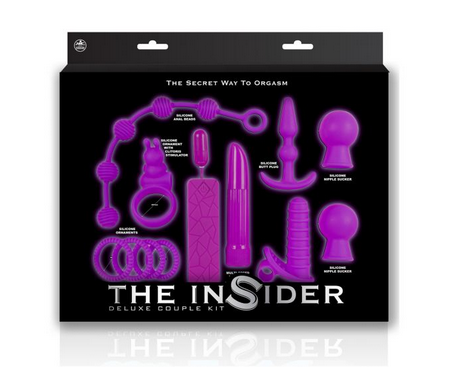 THE SECRET WAY TO ORGASM
SILICONE
ANAL BEADS
SILICONE
ORNAMENT
WITH
CLITORIS
STIMULATOR
SILICONE
BUTT PLUG
SILICONE
NIPPLE SUCKER
SILICONE
ORNAMENTS
SILICONE
NIPPLE SUCKER
THE INSIDER
DELUXE COUPLE KIT